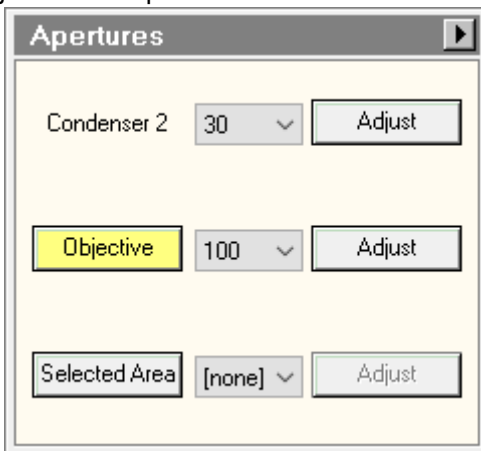 Apertures
Condenser 2 30 Adjust
Objective 100 Adjust
Selected Area [none] Adjust